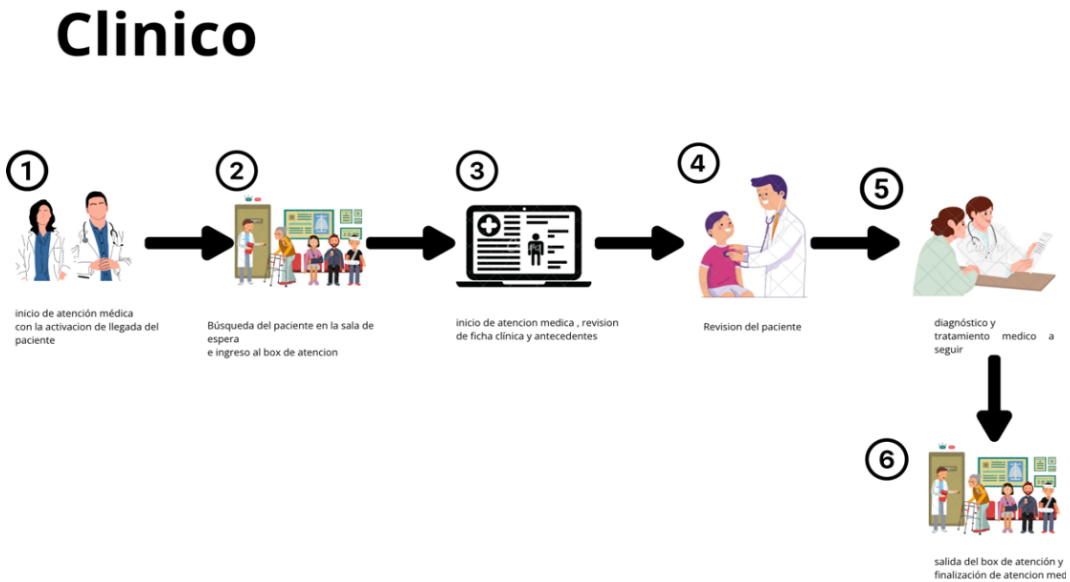 Clinico
1
inicio de atención médica
con la activacion de llegada del
paciente
2
Búsqueda del paciente en la sala de
espera
e ingreso al box de atencion
3
inicio de atencion medica , revision
de ficha clínica y antecedentes
4
Revision del paciente
5
diagnóstico y
tratamiento medico a
seguir
6
salida del box de atención y
finalización de atencion med